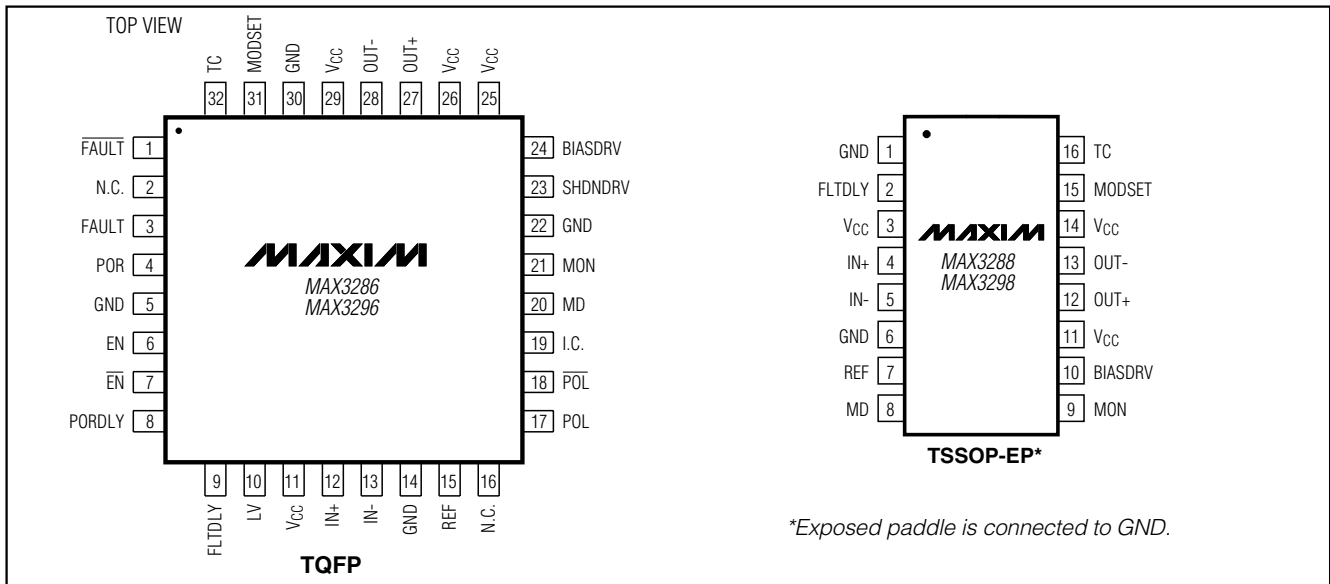 TOP VIEW
TC
MODSET
GND
VCC
OUT-
OUT+
VCC
VCC
32 31 30 29 28 27 26 25
F̅A̅U̅L̅T̅ 1
N.C. 2
FAULT 3
POR 4
GND 5
EN 6
E̅N̅ 7
PORDLY 8
MAXIM
MAX3286
MAX3296
24 BIASDRV
23 SHDNDRV
22 GND
21 MON
20 MD
19 I.C.
18 P̅O̅L̅
17 POL
9 10 11 12 13 14 15 16
FLTDLY
LV
VCC
IN+
IN-
GND
REF
N.C.
TQFP
GND 1
FLTDLY 2
VCC 3
IN+ 4
IN- 5
GND 6
REF 7
MD 8
MAXIM
MAX3288
MAX3298
16 TC
15 MODSET
14 VCC
13 OUT-
12 OUT+
11 VCC
10 BIASDRV
9 MON
TSSOP-EP*
*Exposed paddle is connected to GND.